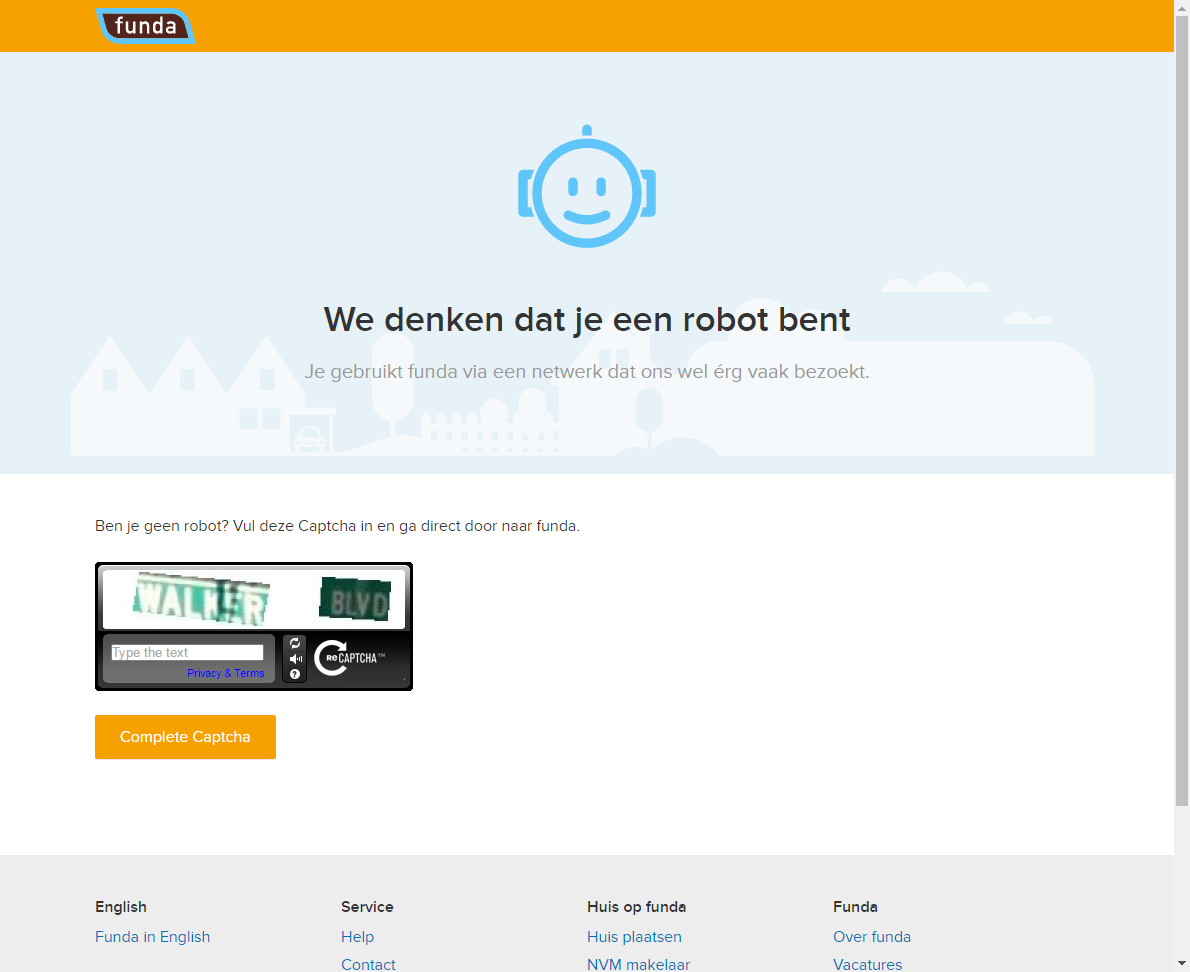 funda
We denken dat je een robot bent
Je gebruikt funda via een netwerk dat ons wel érg vaak bezoekt.
Ben je geen robot? Vul deze Captcha in en ga direct door naar funda.
WALKER BLVD
Type the text
Privacy & Terms
ReCAPTCHA™
Complete Captcha
English
Funda in English
Service
Help
Contact
Huis op funda
Huis plaatsen
NVM makelaar
Funda
Over funda
Vacatures